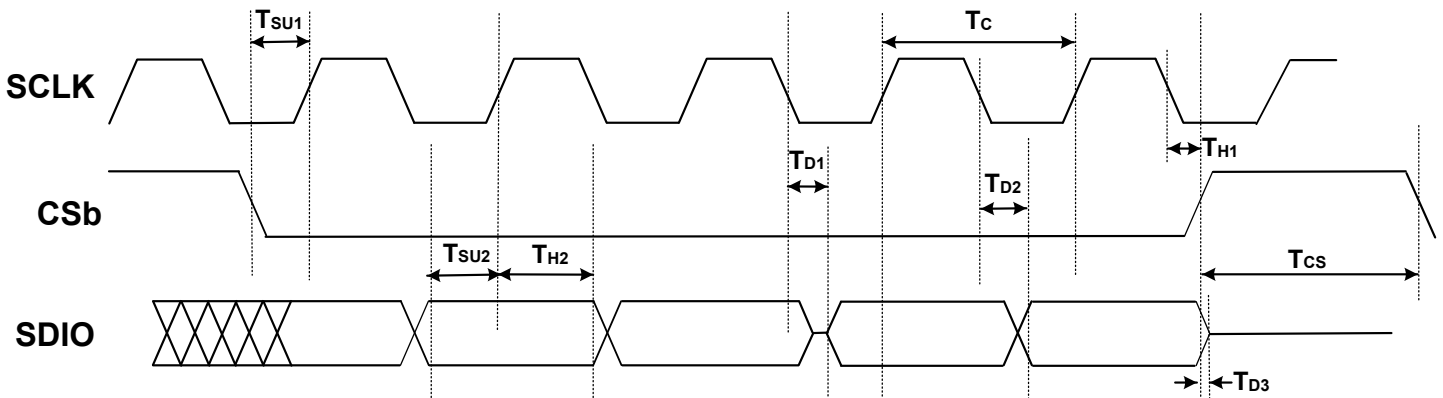 TSU1
TC
SCLK
TH1
TD1
TD2
CSb
TSU2
TH2
TCS
SDIO
TD3